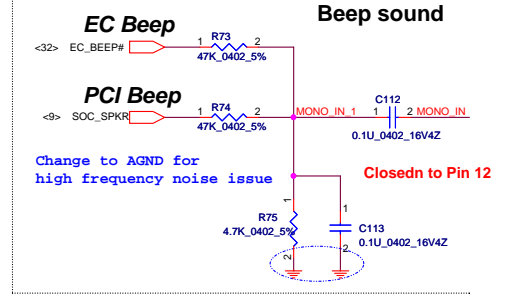 Beep sound
EC Beep
<32> EC_BEEP#
1 R73 2
47K_0402_5%
PCI Beep
<9> SOC_SPKR
1 R74 2
47K_0402_5%
MONO_IN_1
C112
1 2 MONO_IN
0.1U_0402_16V4Z
Change to AGND for
high frequency noise issue
Closedn to Pin 12
1
R75
4.7K_0402_5%
2
1
C113
0.1U_0402_16V4Z
2